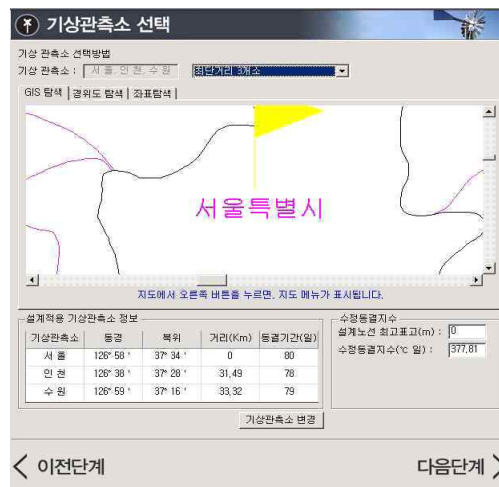 기상관측소 선택
기상 관측소 선택방법
기상 관측소 : 서울, 인천, 수원 최단거리 3개소
GIS 탐색 경위도 탐색 좌표탐색
서울특별시
지도에서 오른쪽 버튼을 누르면, 지도 메뉴가 표시됩니다.
설계적용 기상관측소 정보
기상관측소 동경 북위 거리(Km) 동결기간(일)
서 울 126° 58 ' 37° 34 ' 0 80
인 천 126° 38 ' 37° 28 ' 31,49 78
수 원 126° 59 ' 37° 16 ' 33,32 79
수정동결지수
설계노선 최고표고(m) : 0
수정동결지수(℃ 일) : 377,81
기상관측소 변경
이전단계
다음단계